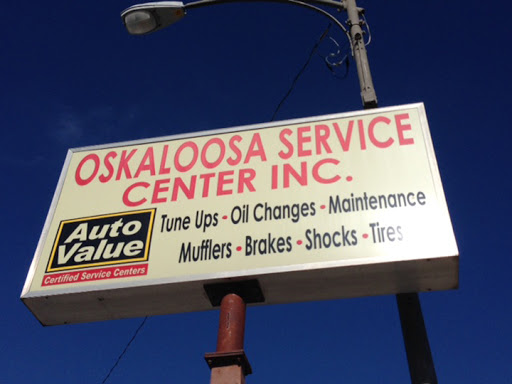 OSKALOOSA SERVICE
CENTER INC.
Auto
Value
Certified Service Centers
Tune Ups • Oil Changes • Maintenance
Mufflers • Brakes • Shocks • Tires